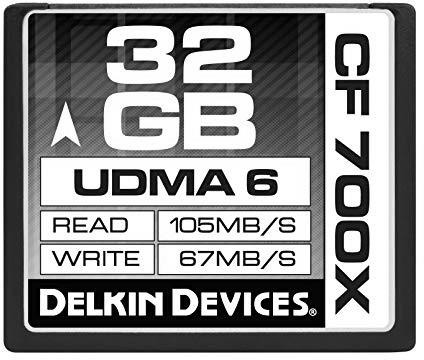 32
GB
UDMA 6
READ 105MB/S
WRITE 67MB/S
DELKIN DEVICES®
CF 700X